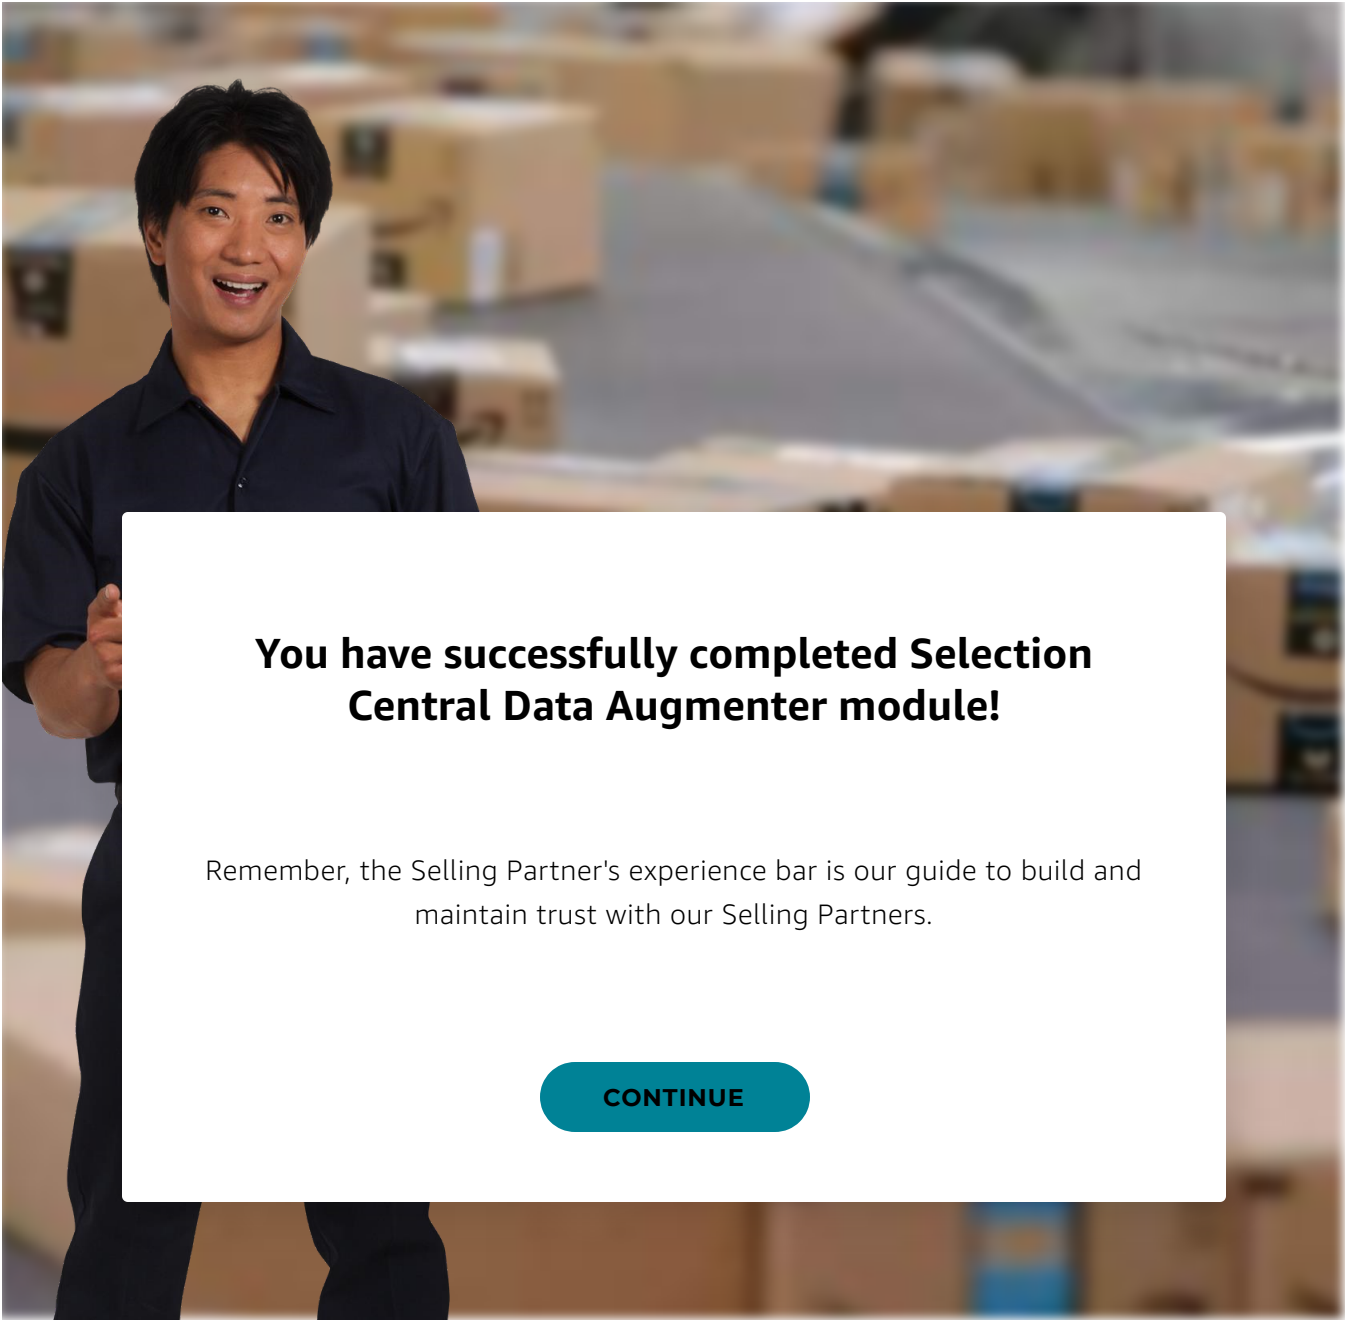 You have successfully completed Selection
Central Data Augmenter module!
Remember, the Selling Partner's experience bar is our guide to build and
maintain trust with our Selling Partners.
CONTINUE